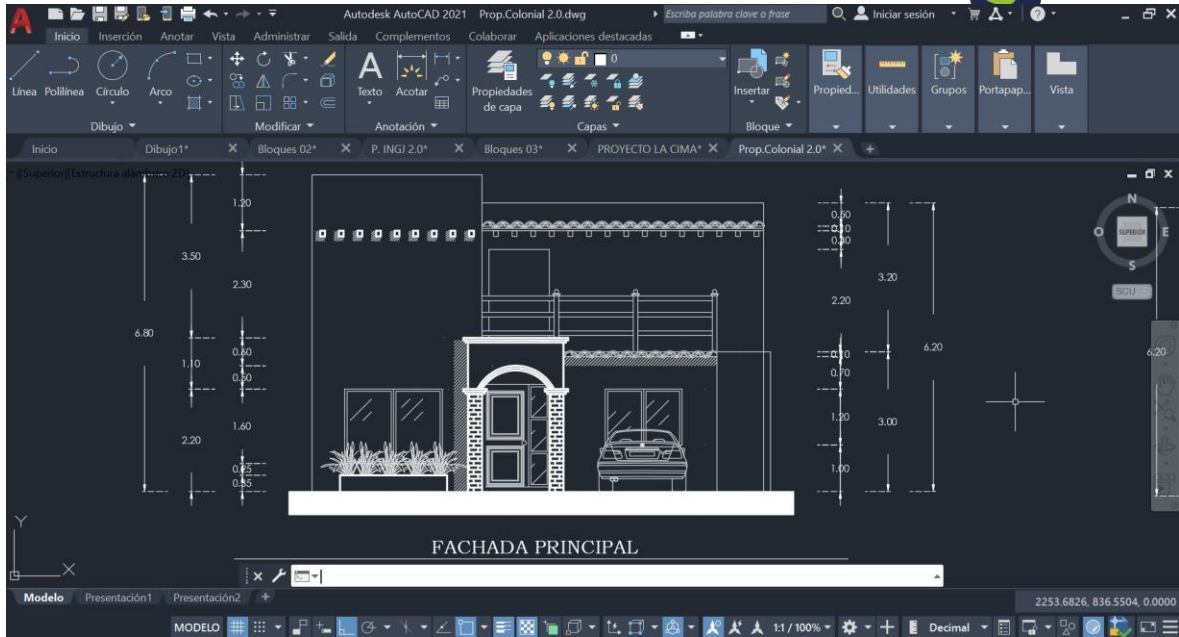 Autodesk AutoCAD 2021 Prop.Colonial 2.0.dwg Escriba palabra clave o frase Iniciar sesión
Inicio Inserción Anotar Vista Administrar Salida Complementos Colaborar Aplicaciones destacadas
0
Línea Polilínea Círculo Arco Texto Acotar Propiedades de capa Insertar Propied... Utilidades Grupos Portapap... Vista
Dibujo Modificar Anotación Capas Bloque
Inicio Dibujo1* Bloques 02* P. INGJ 2.0* Bloques 03* PROYECTO LA CIMA* Prop.Colonial 2.0*
[Superior][Estructura alámbrico 2D]
N
O SUPERIOR E
S
SCU
1.20
0.50
3.50
2.30
3.20
2.20
6.80
6.20
6.20
1.10
0.60
0.50
0.70
2.20
1.60
1.20
3.00
0.25
0.35
1.00
Y
X
FACHADA PRINCIPAL
Modelo Presentación1 Presentación2
2253.6826, 836.5504, 0.0000
MODELO 1:1 / 100% Decimal